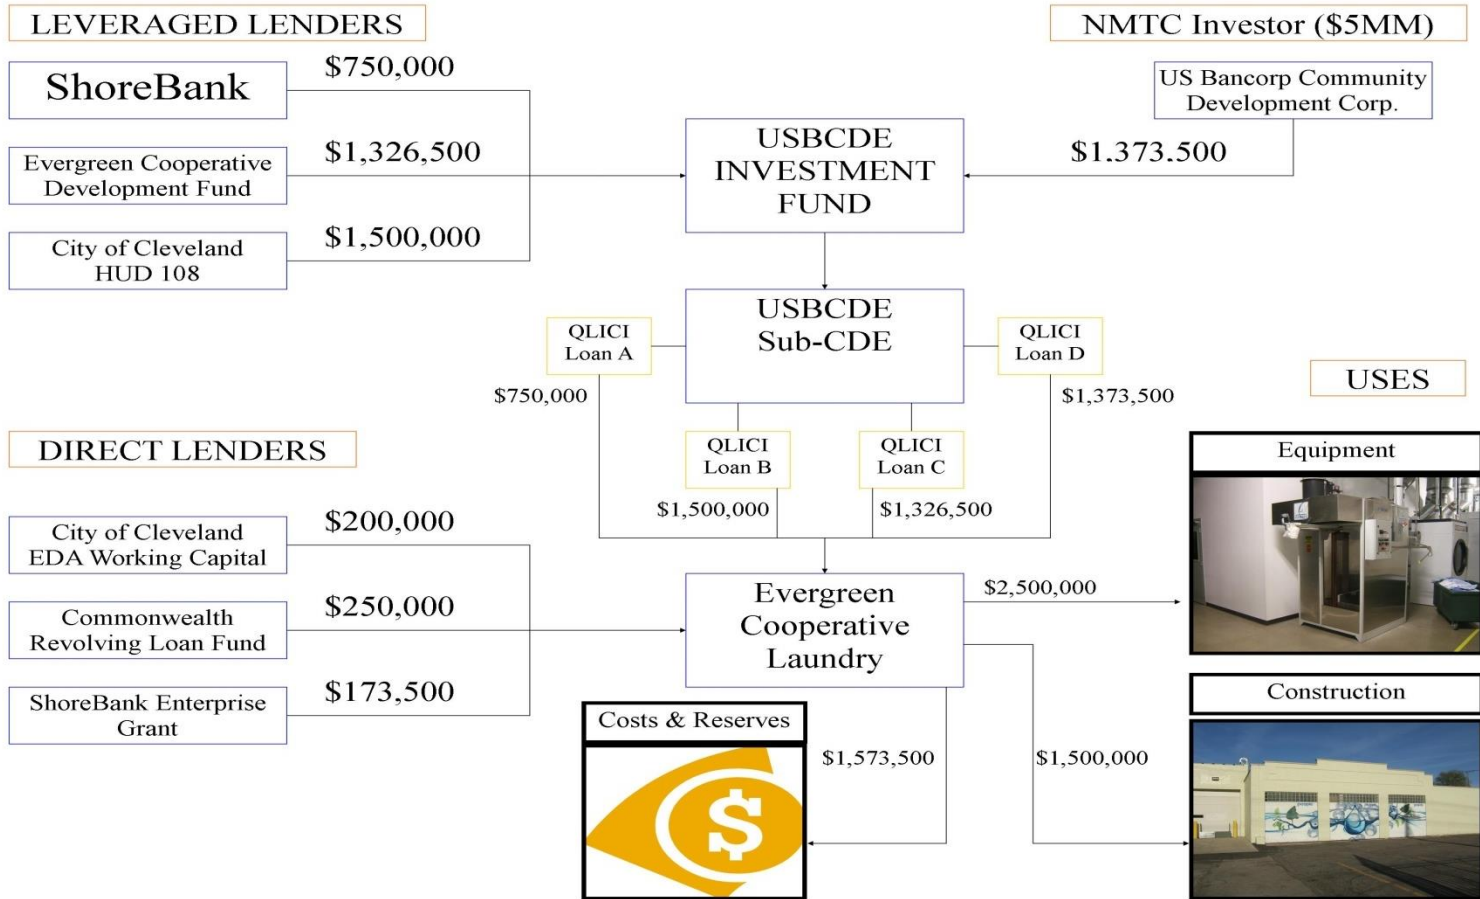 LEVERAGED LENDERS
NMTC Investor ($5MM)
ShoreBank
$750,000
US Bancorp Community
Development Corp.
Evergreen Cooperative
Development Fund
$1,326,500
USBCDE
INVESTMENT
FUND
$1.373.500
City of Cleveland
HUD 108
$1,500,000
USBCDE
Sub-CDE
QLICI
Loan A
$750,000
QLICI
Loan D
$1,373,500
QLICI
Loan B
$1,500,000
QLICI
Loan C
$1,326,500
USES
DIRECT LENDERS
City of Cleveland
EDA Working Capital
$200,000
Commonwealth
Revolving Loan Fund
$250,000
ShoreBank Enterprise
Grant
$173,500
Evergreen
Cooperative
Laundry
$2,500,000
Equipment
$1,500,000
Construction
$1,573,500
Costs & Reserves
$